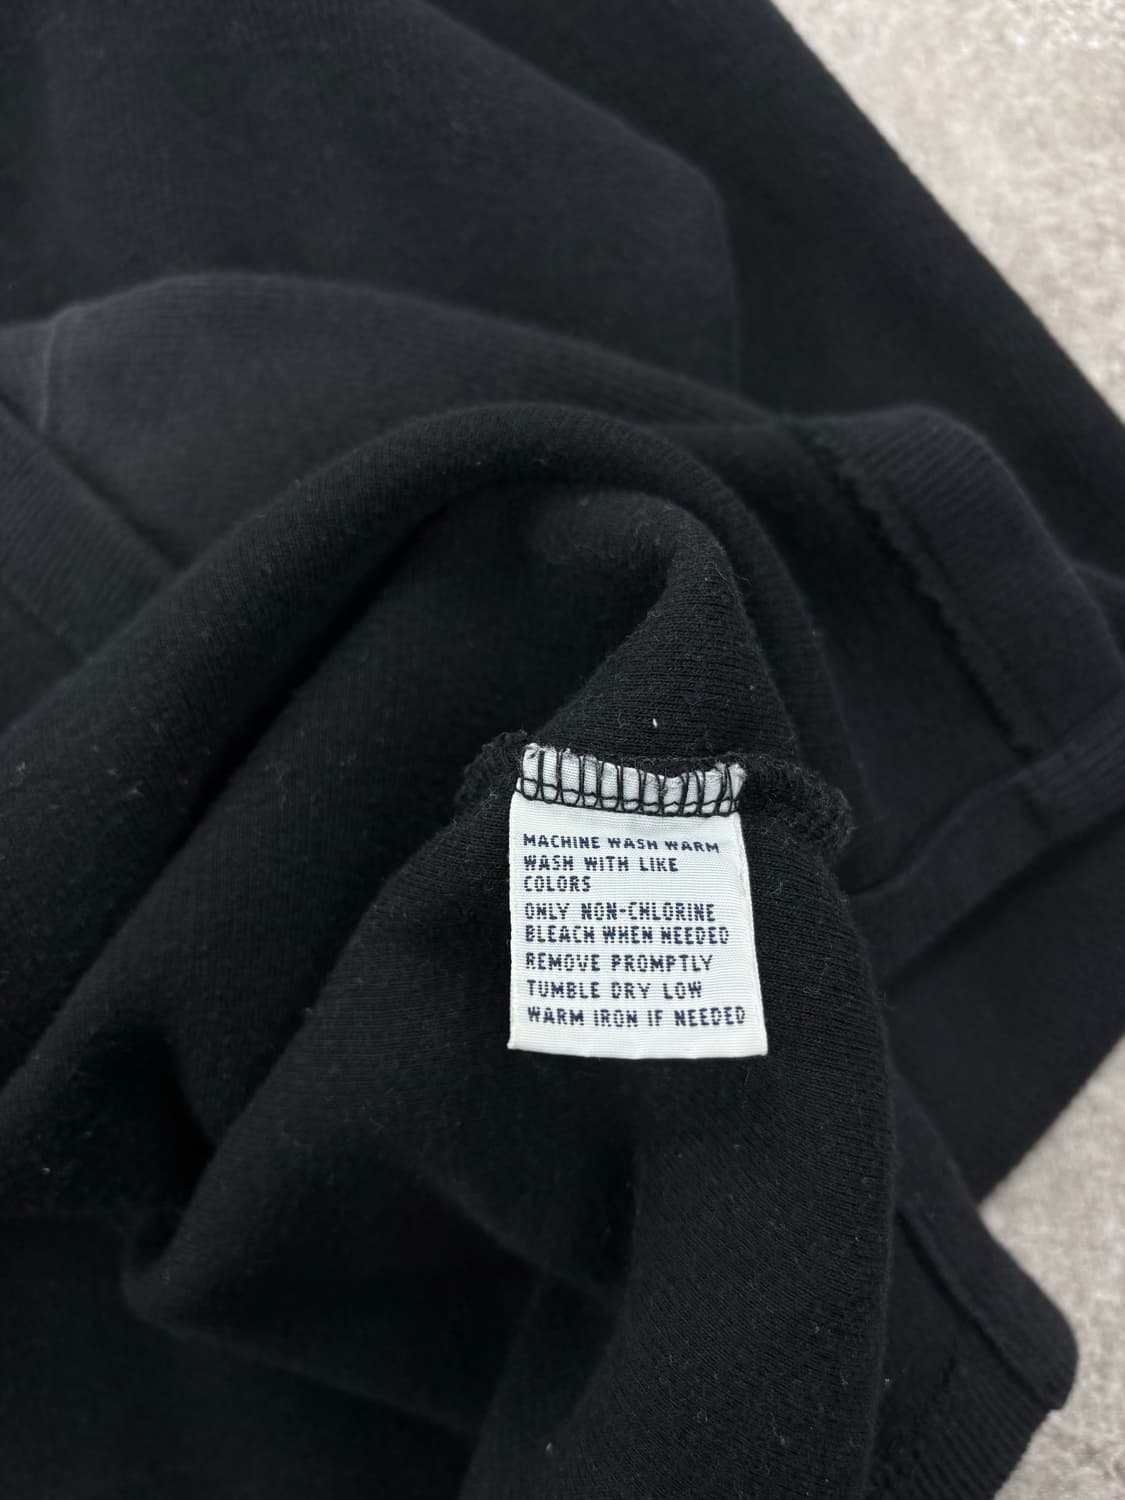 MACHINE WASH WARM
WASH WITH LIKE
COLORS
ONLY NON-CHLORINE
BLEACH WHEN NEEDED
REMOVE PROMPTLY
TUMBLE DRY LOW
WARM IRON IF NEEDED